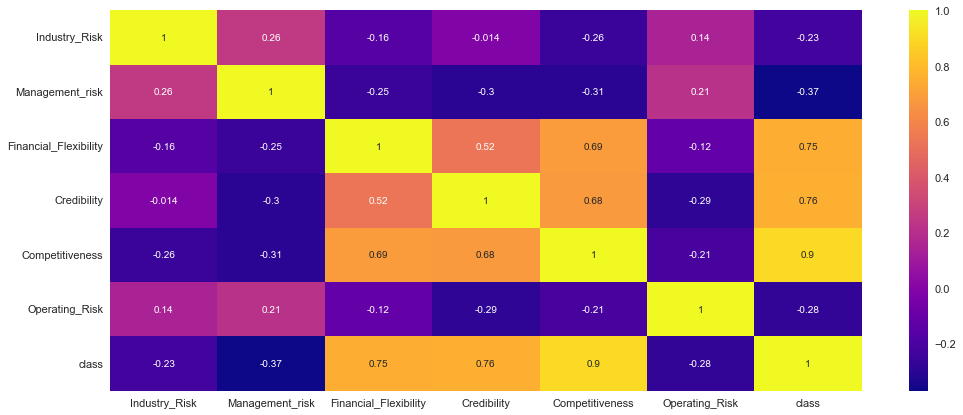 Industry_Risk 1 0.26 -0.16 -0.014 -0.26 0.14 -0.23
Management_risk 0.26 1 -0.25 -0.3 -0.31 0.21 -0.37
Financial_Flexibility -0.16 -0.25 1 0.52 0.69 -0.12 0.75
Credibility -0.014 -0.3 0.52 1 0.68 -0.29 0.76
Competitiveness -0.26 -0.31 0.69 0.68 1 -0.21 0.9
Operating_Risk 0.14 0.21 -0.12 -0.29 -0.21 1 -0.28
class -0.23 -0.37 0.75 0.76 0.9 -0.28 1
Industry_Risk Management_risk Financial_Flexibility Credibility Competitiveness Operating_Risk class
1.0
0.8
0.6
0.4
0.2
0.0
−0.2